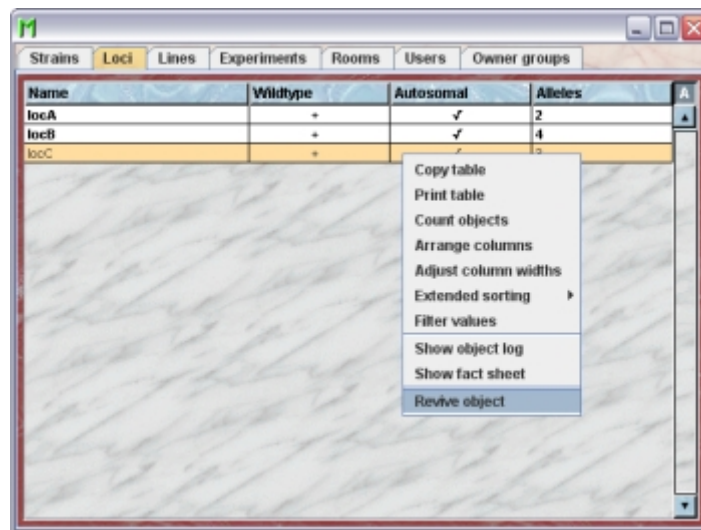 M
Strains Loci Lines Experiments Rooms Users Owner groups
Name Wildtype Autosomal Alleles A
locA + √ 2
locB + √ 4
locC +
Copy table
Print table
Count objects
Arrange columns
Adjust column widths
Extended sorting
Filter values
Show object log
Show fact sheet
Revive object